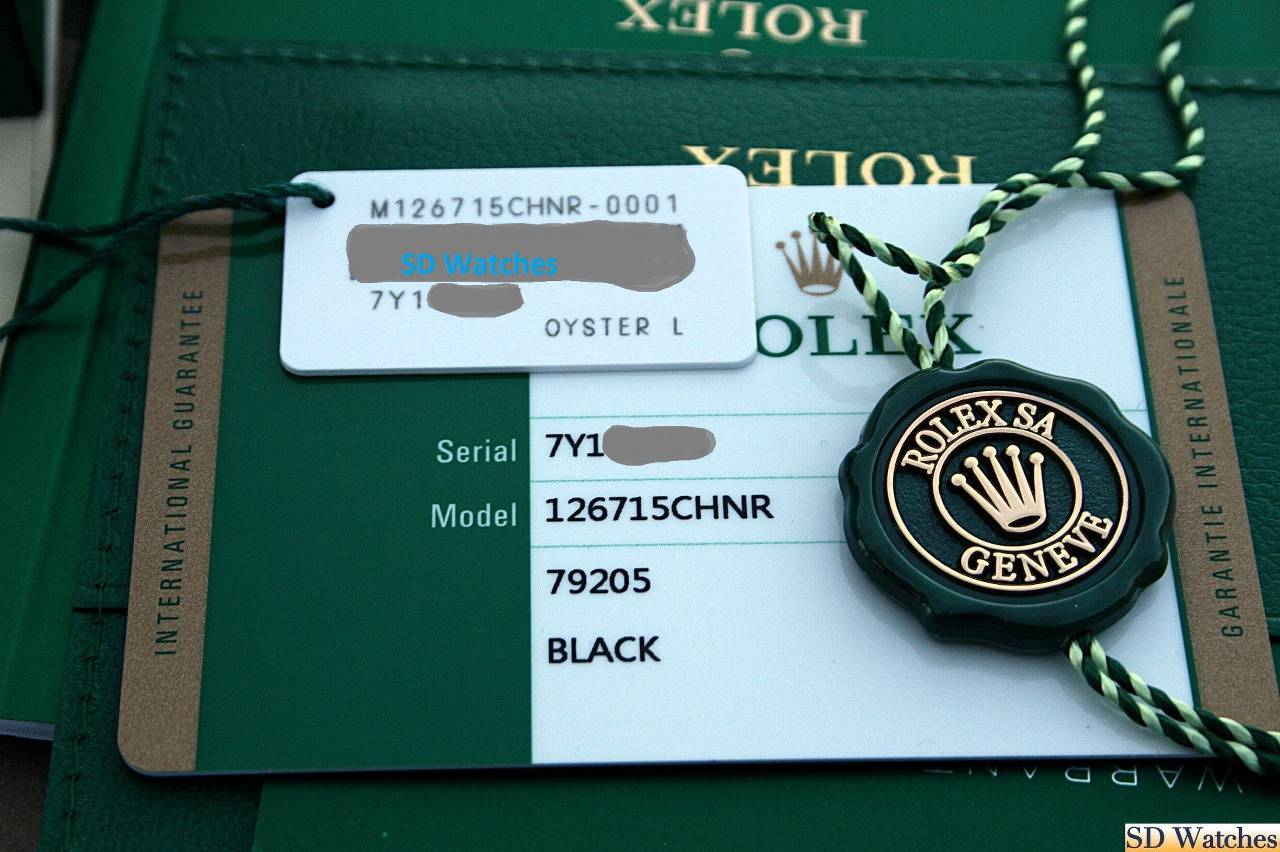 ROLEX
ROLEX
M126715CHNR-0001
SD Watches
7Y1
OYSTER L
ROLEX
INTERNATIONAL GUARANTEE
GARANTIE INTERNATIONALE
Serial 7Y1
Model 126715CHNR
79205
BLACK
ROLEX SA
GENEVE
SD Watches